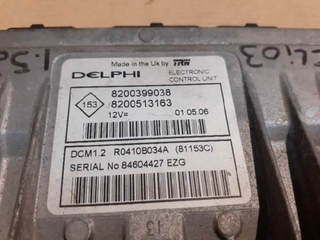 Made in the Uk by TRW
DELPHI
ELECTRONIC
CONTROL UNIT
8200399038
153
8200513163
12V=
01.05.06
DCM1.2 R0410B034A (81153C)
SERIAL No 84604427 EZG